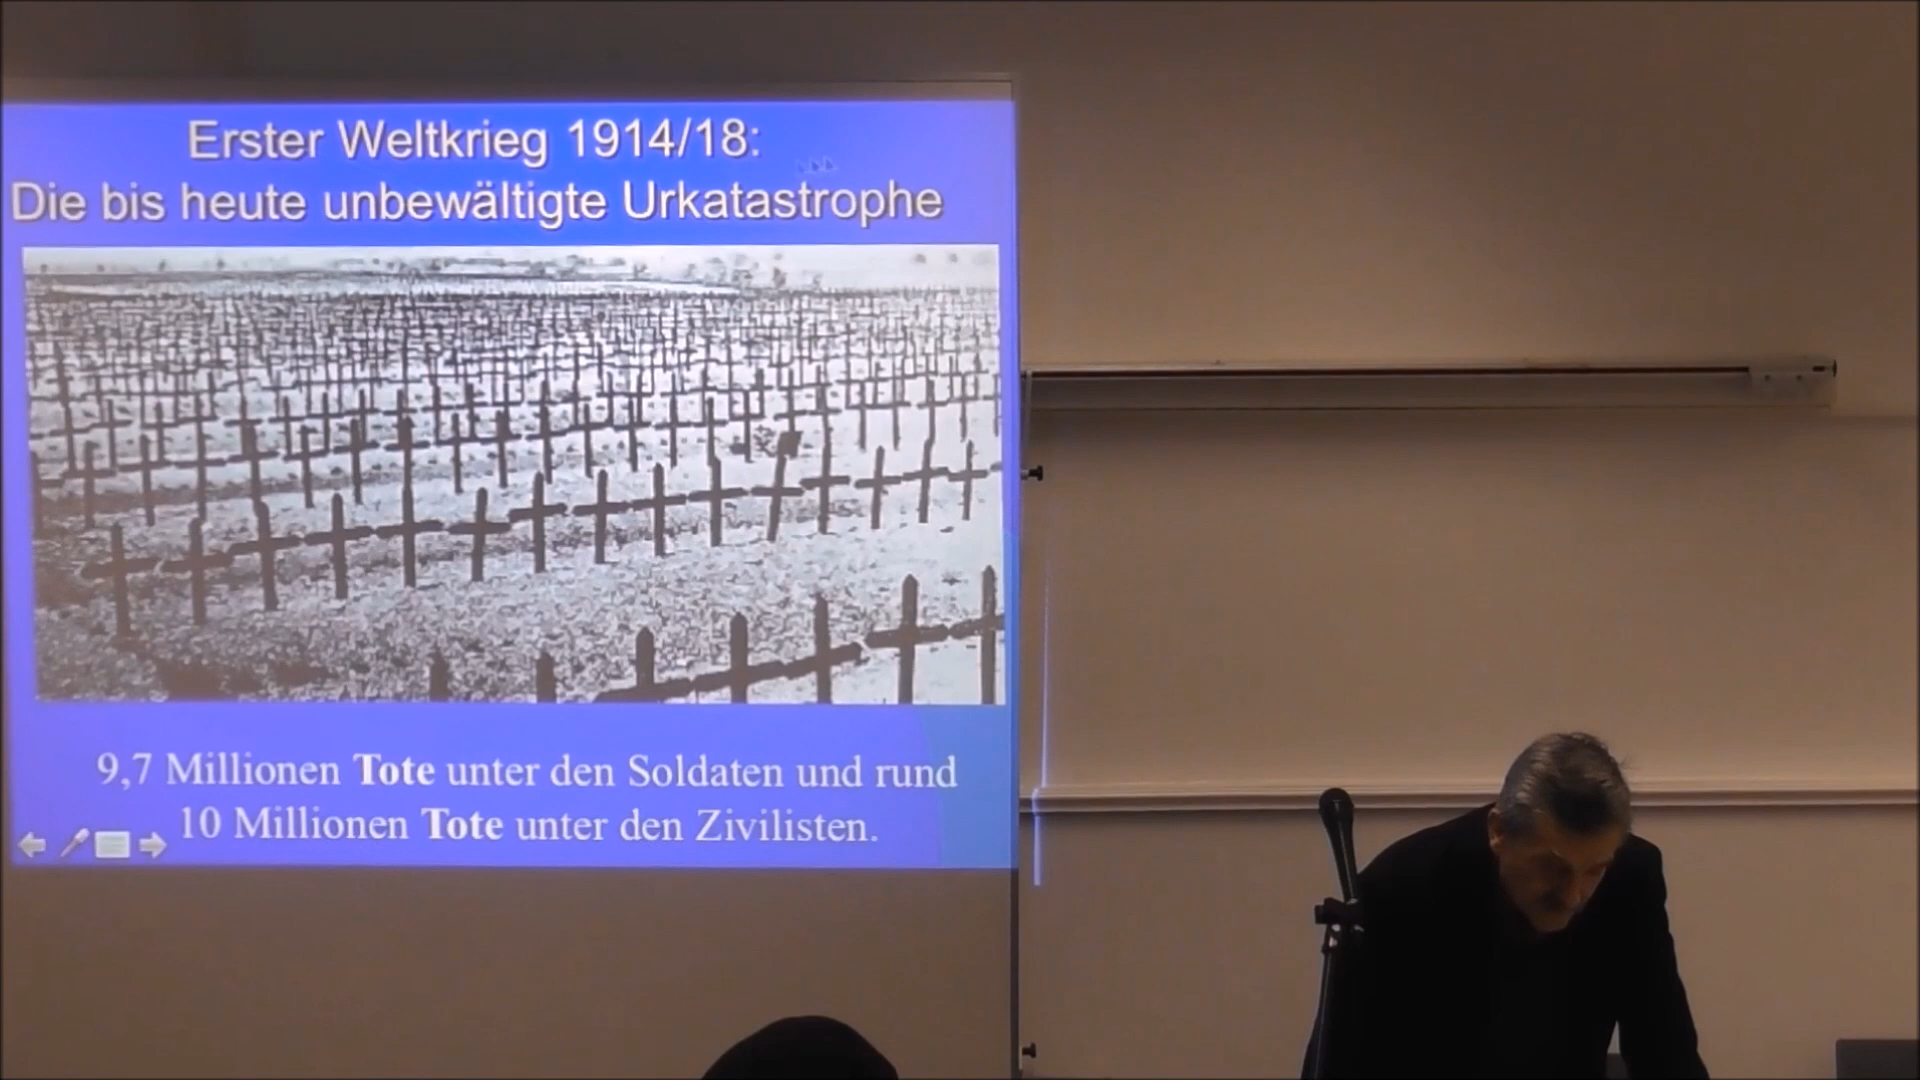 Erster Weltkrieg 1914/18:
Die bis heute unbewältigte Urkatastrophe
9,7 Millionen Tote unter den Soldaten und rund
10 Millionen Tote unter den Zivilisten.